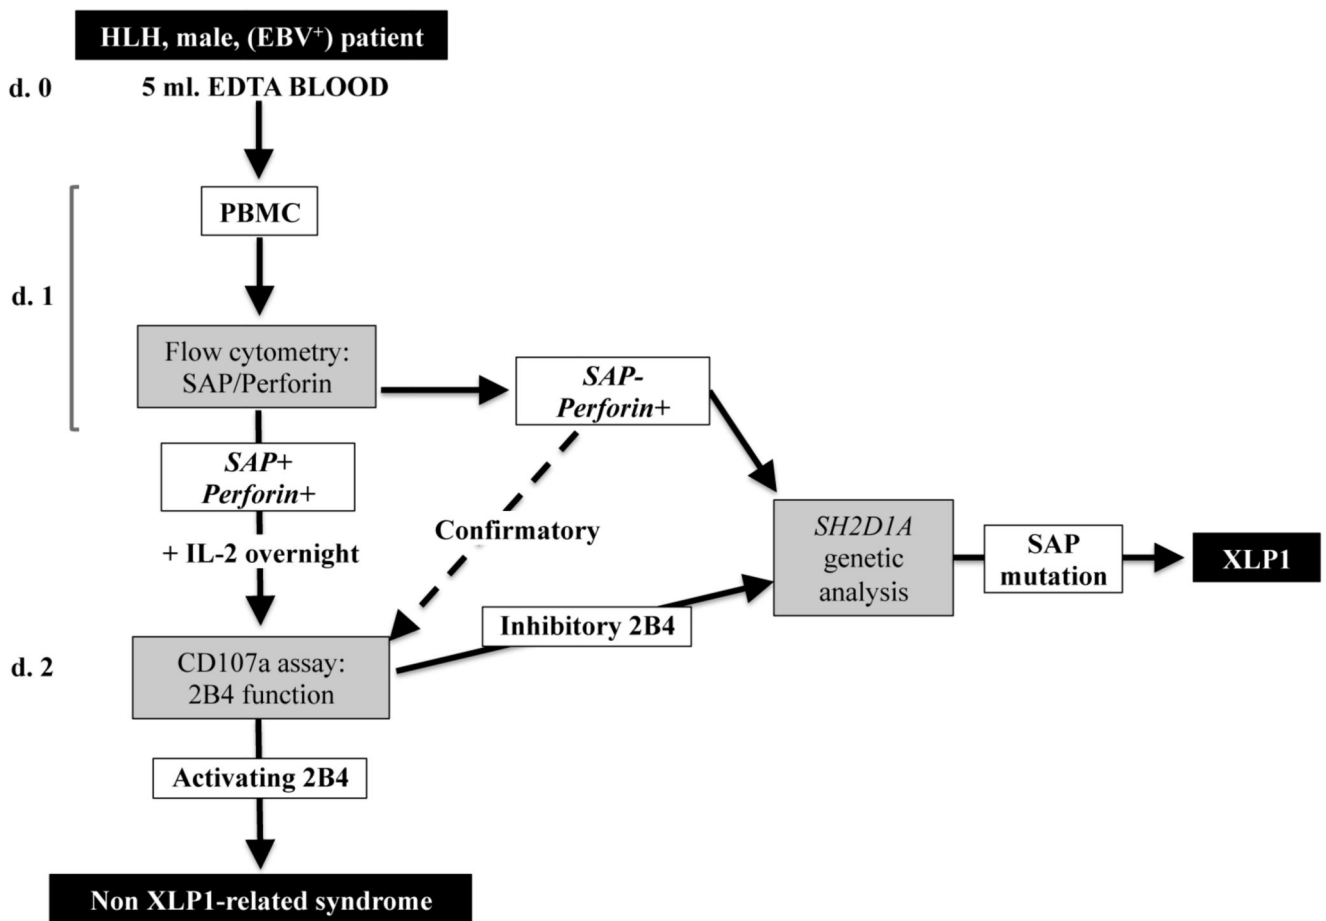 HLH, male, (EBV⁺) patient
d. 0
5 ml. EDTA BLOOD
PBMC
d. 1
Flow cytometry:
SAP/Perforin
SAP-
Perforin+
SAP+
Perforin+
+ IL-2 overnight
Confirmatory
SH2D1A
genetic
analysis
SAP
mutation
XLP1
Inhibitory 2B4
d. 2
CD107a assay:
2B4 function
Activating 2B4
Non XLP1-related syndrome